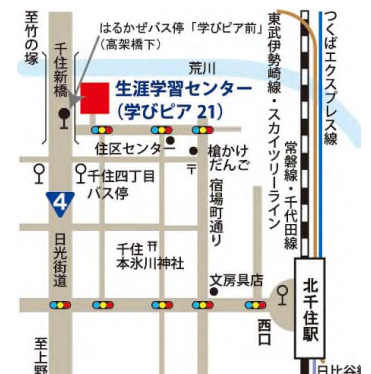 至竹の塚
はるかぜバス停「学びピア前」
(高架橋下)
千住新橋
荒川
生涯学習センター
(学びピア 21)
東武伊勢崎線・スカイツリーライン
常磐線・千代田線
つくばエクスプレス線
住区センター
槍かけ
だんご
〒
千住四丁目
バス停
4
宿場町通り
日光街道
千住
本氷川神社
文房具店
西口
北千住駅
至上野
日比谷線